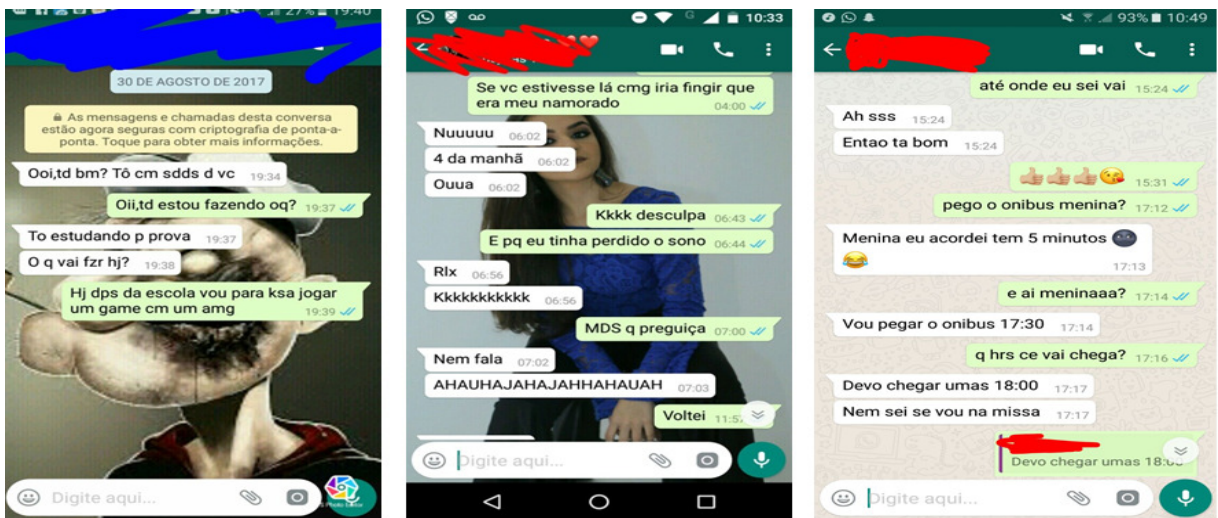 27% 19:40
30 DE AGOSTO DE 2017
As mensagens e chamadas desta conversa
estão agora seguras com criptografia de ponta-a-
ponta. Toque para obter mais informações.
Ooi,td bm? Tô cm sdds d vc 19:34
Oii,td estou fazendo oq? 19:37
To estudando p prova 19:37
O q vai fzr hj? 19:38
Hj dps da escola vou para ksa jogar
um game cm um amg 19:39
Digite aqui...
Photo Editor
G 10:33
Se vc estivesse lá cmg iria fingir que
era meu namorado 04:00
Nuuuuu 06:02
4 da manhã 06:02
Ouua 06:02
Kkkk desculpa 06:43
E pq eu tinha perdido o sono 06:44
Rlx 06:56
Kkkkkkkkkkk 06:56
MDS q preguiça 07:00
Nem fala 07:02
AHAUHAJAHAJAHHAHAUAH 07:03
Voltei 11:57
Digite aqui...
93% 10:49
até onde eu sei vai 15:24
Ah sss 15:24
Entao ta bom 15:24
👍👍👍😘 15:31
pego o onibus menina? 17:12
Menina eu acordei tem 5 minutos 🌚
😂 17:13
e ai meninaaa? 17:14
Vou pegar o onibus 17:30 17:14
q hrs ce vai chega? 17:16
Devo chegar umas 18:00 17:17
Nem sei se vou na missa 17:17
Devo chegar umas 18:00
Digite aqui...